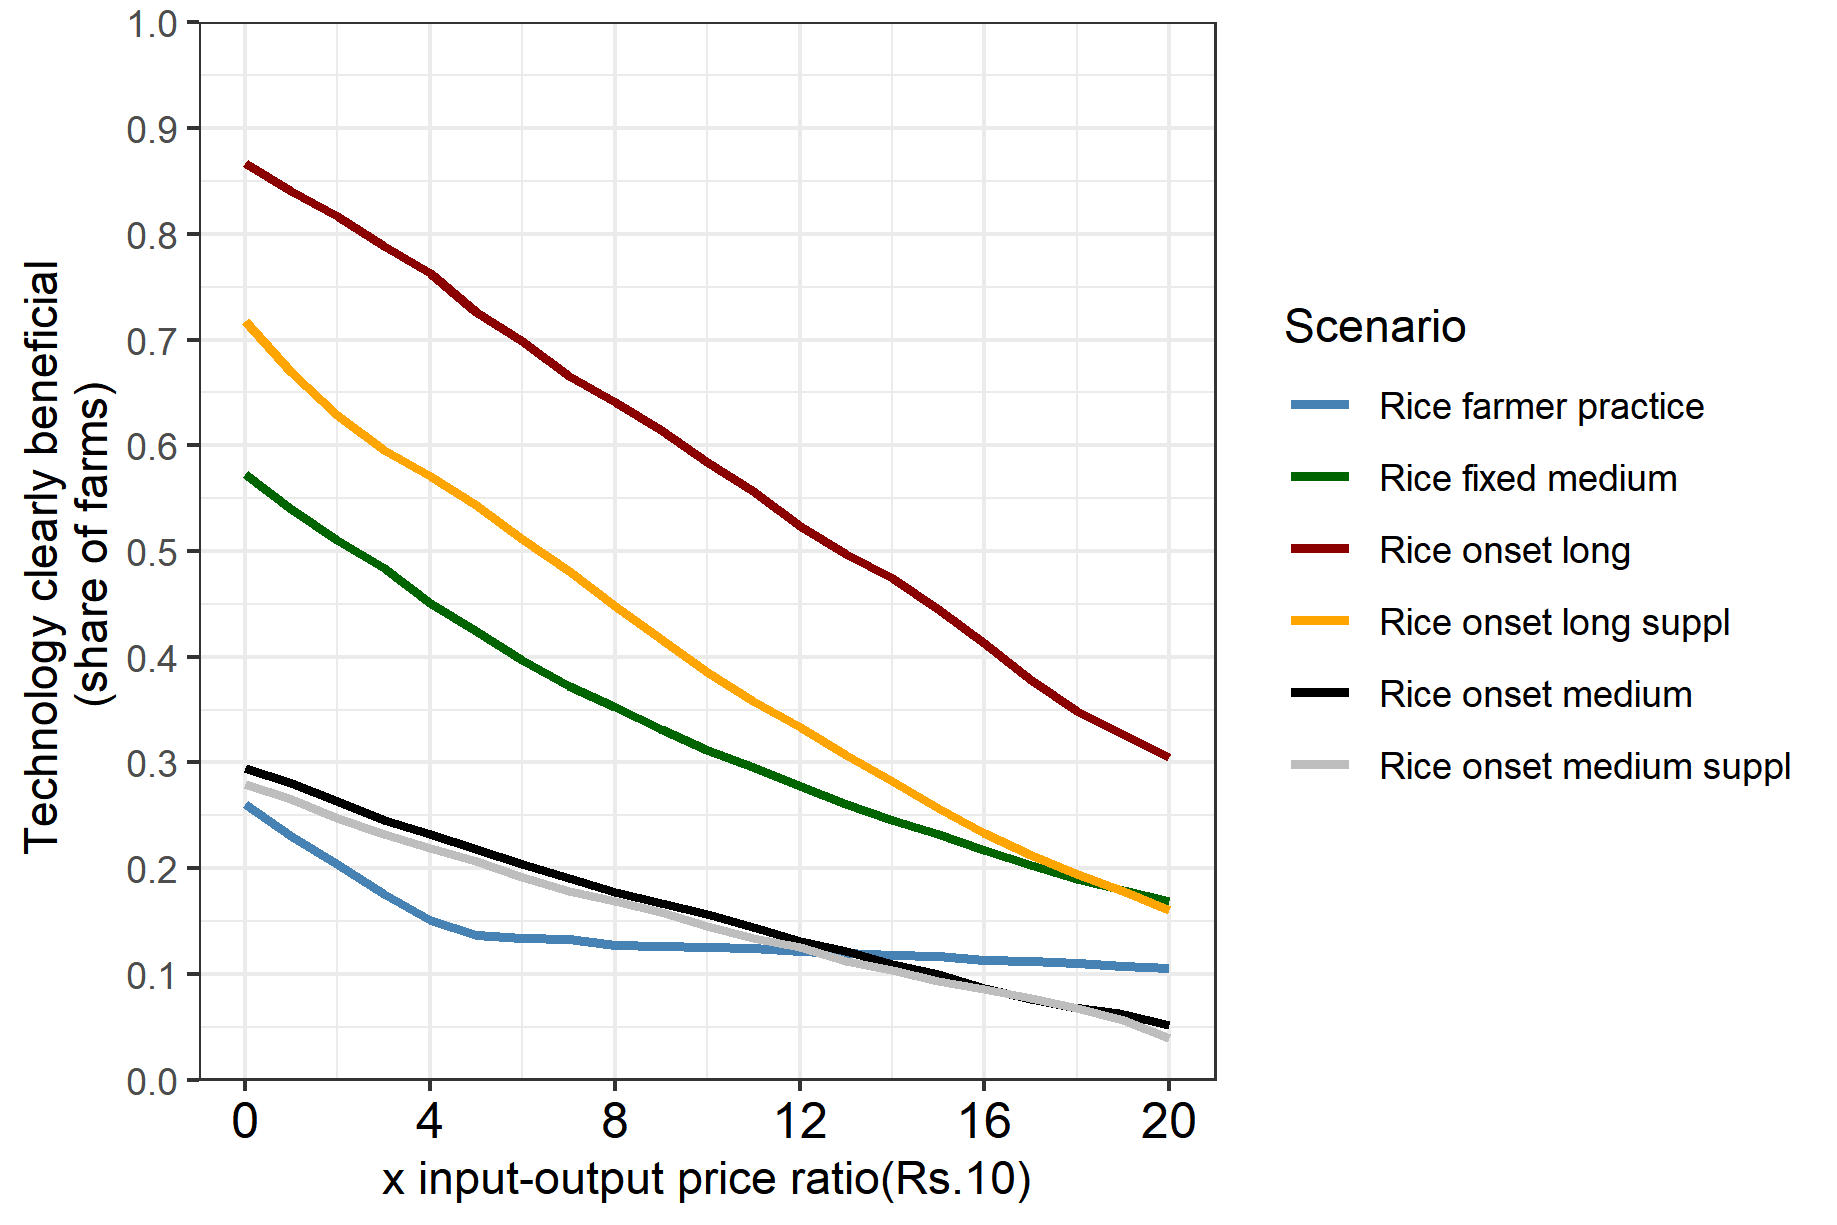 Technology clearly beneficial
(share of farms)
1.0
0.9
0.8
0.7
0.6
0.5
0.4
0.3
0.2
0.1
0.0
0 4 8 12 16 20
x input-output price ratio(Rs.10)
Scenario
Rice farmer practice
Rice fixed medium
Rice onset long
Rice onset long suppl
Rice onset medium
Rice onset medium suppl